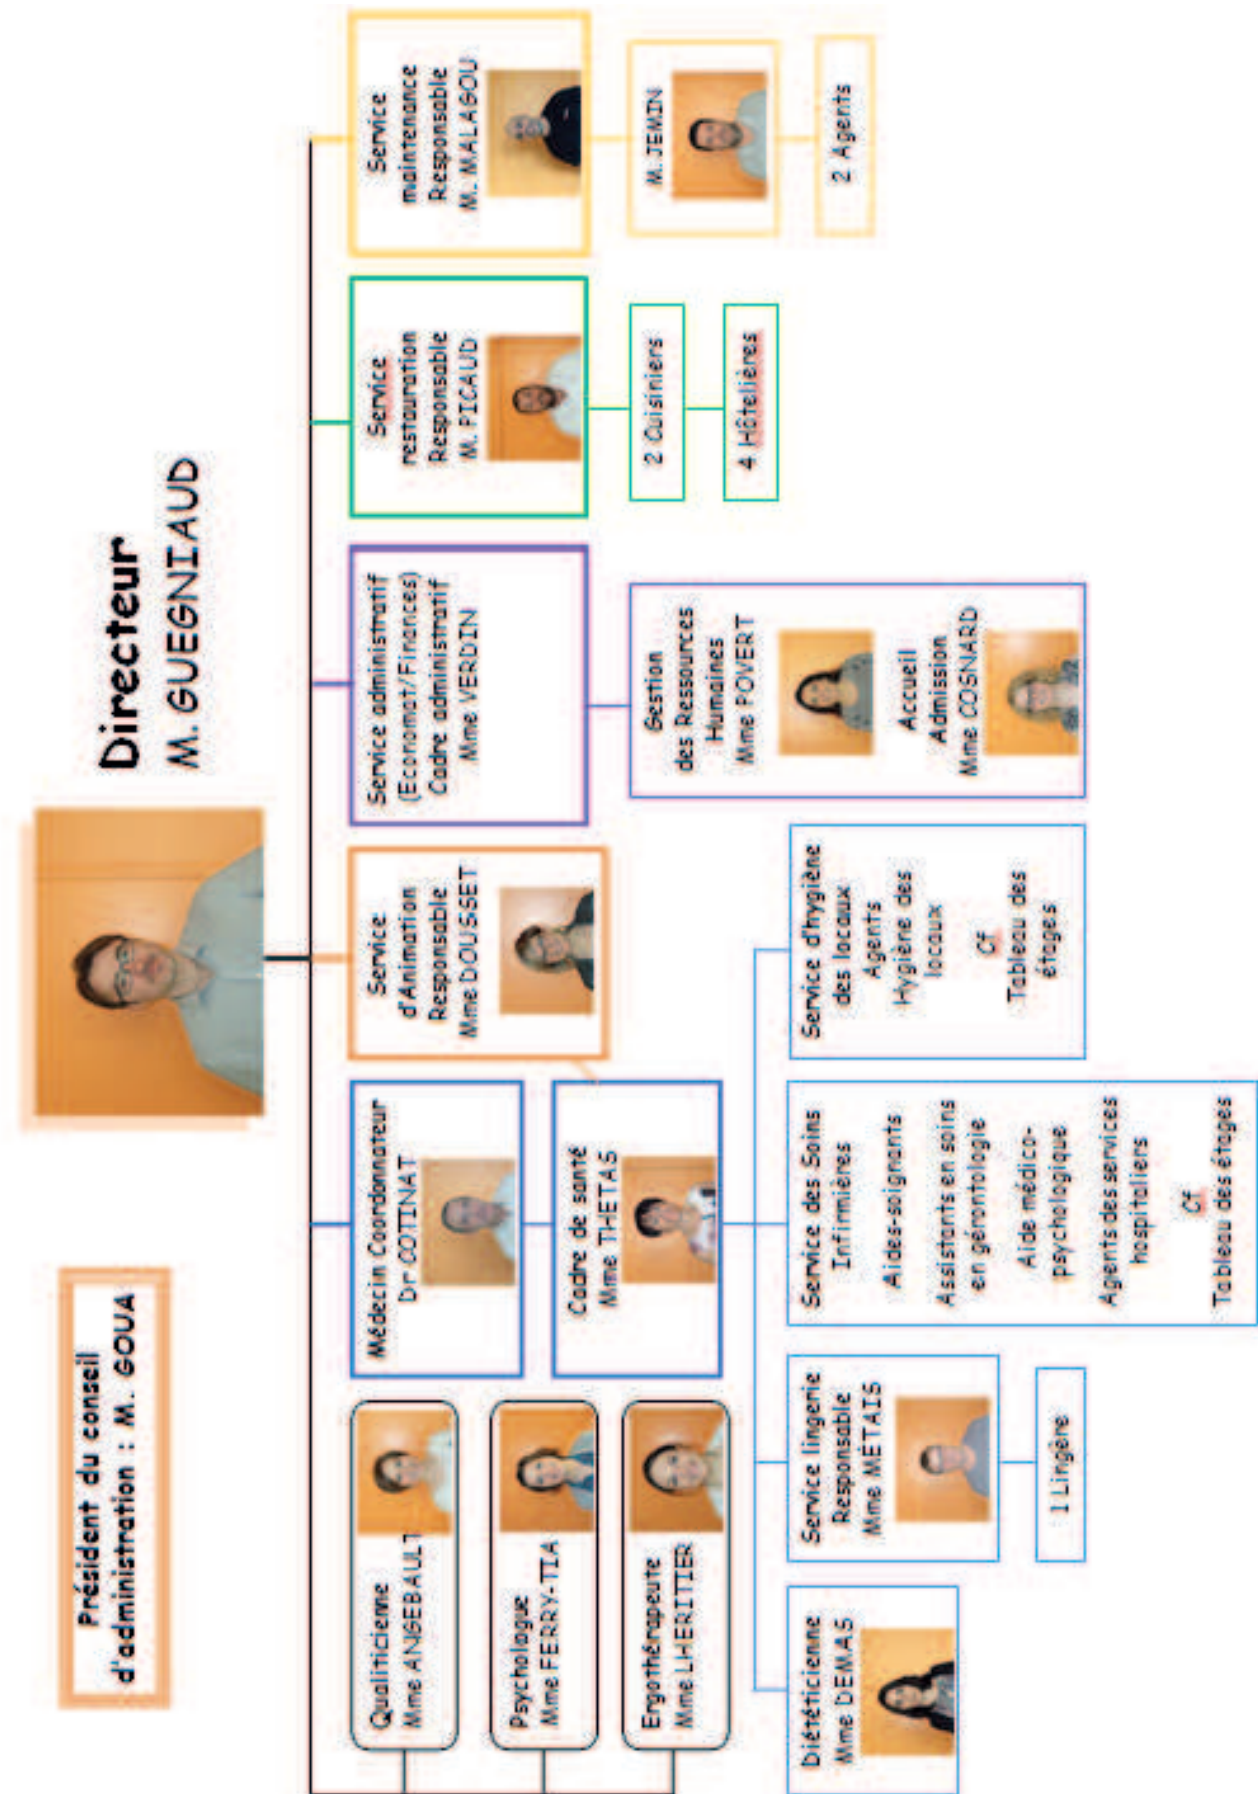 Président du conseil
d'administration : M. GOUA
Directeur
M. GUEGNIAUD
Qualiticienne
Mme ANGEBAULT
Psychologue
Mme FERRY-TIA
Ergothérapeute
Mme LHERITIER
Médecin Coordonnateur
Dr COTINAT
Cadre de santé
Mme THETAS
Service
d'Animation
Responsable
Mme DOUSSET
Service administratif
(Economat/Finances)
Cadre administratif
Mme VERDIN
Gestion
des Ressources
Humaines
Mme POVERT
Accueil
Admission
Mme COSNARD
Service
restauration
Responsable
M. PICAUD
2 Cuisiniers
4 Hôtelières
Service
maintenance
Responsable
M. MALAGOU
M. JEMIN
2 Agents
Diététicienne
Mme DEMAS
Service lingerie
Responsable
Mme MÉTAIS
1 Lingère
Service des Soins
Infirmières
Aides-soignants
Assistants en soins
en gérontologie
Aide médico-
psychologique
Agents des services
hospitaliers
Cf
Tableau des étages
Service d'hygiène
des locaux
Agents
Hygiène des
locaux
Cf
Tableau des
étages